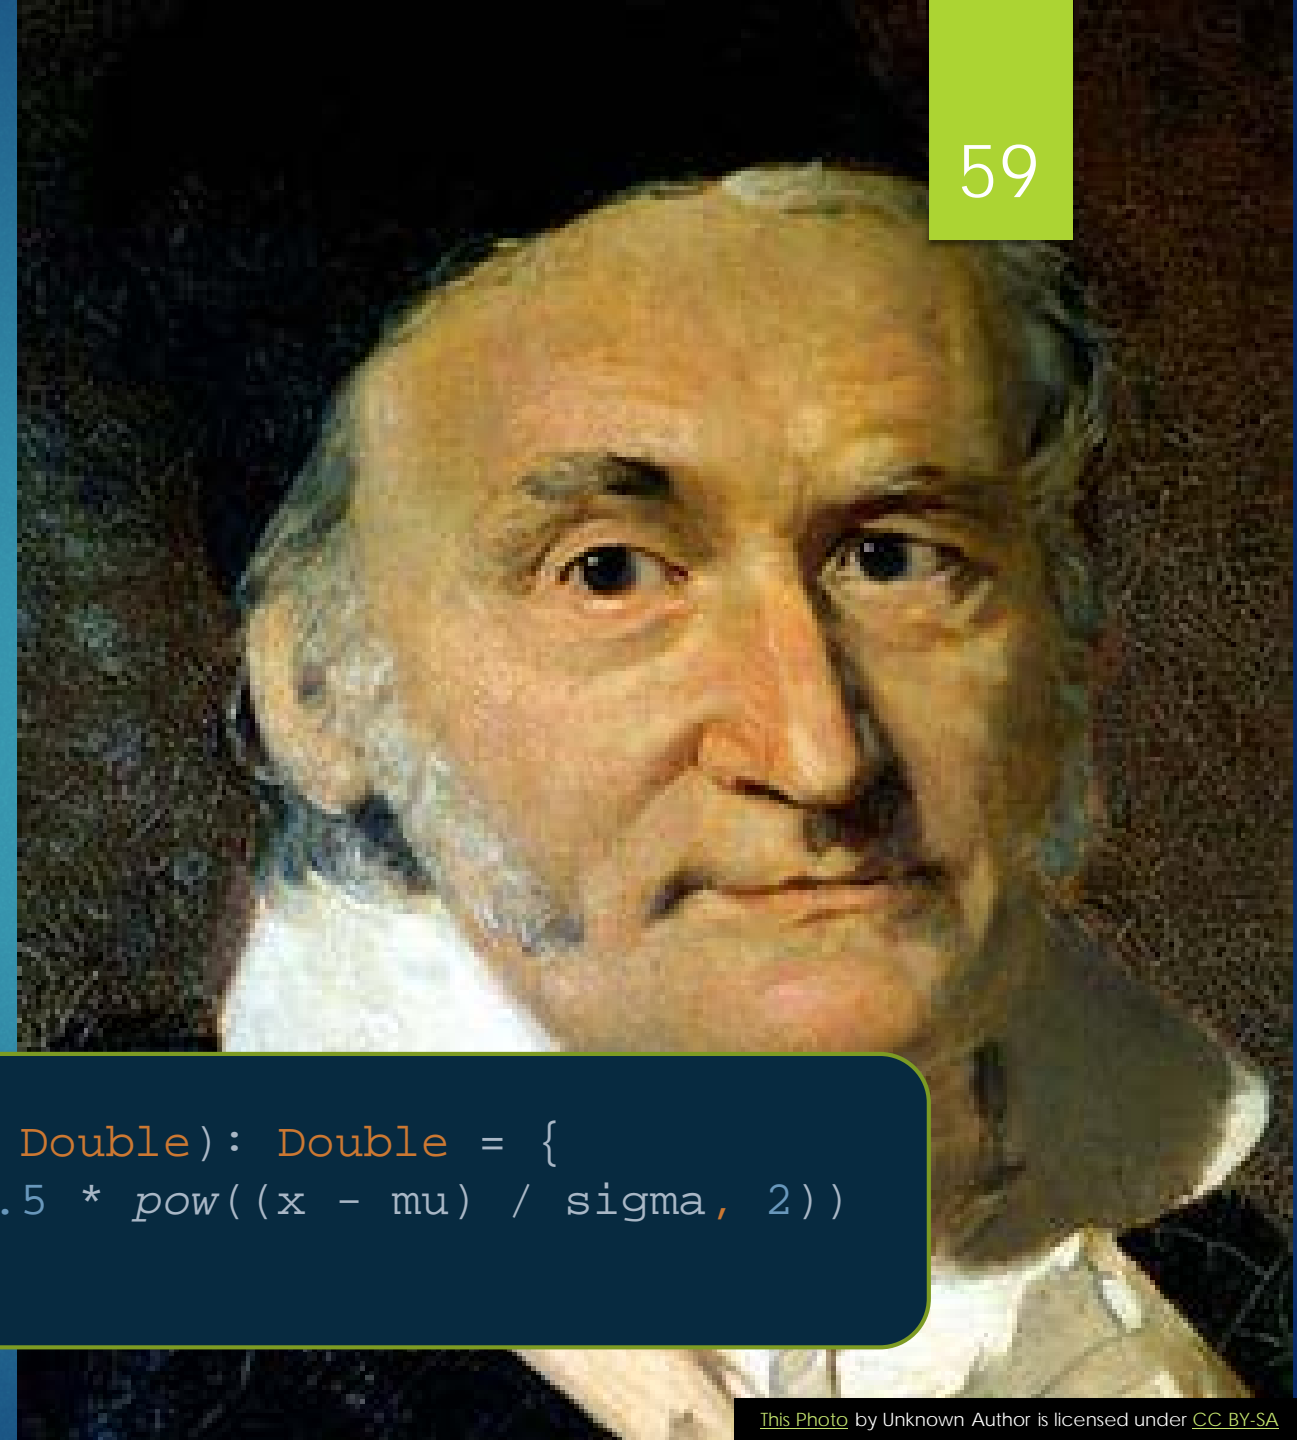 59
Double): Double = {
.5 * pow((x - mu) / sigma, 2))
This Photo by Unknown Author is licensed under CC BY-SA